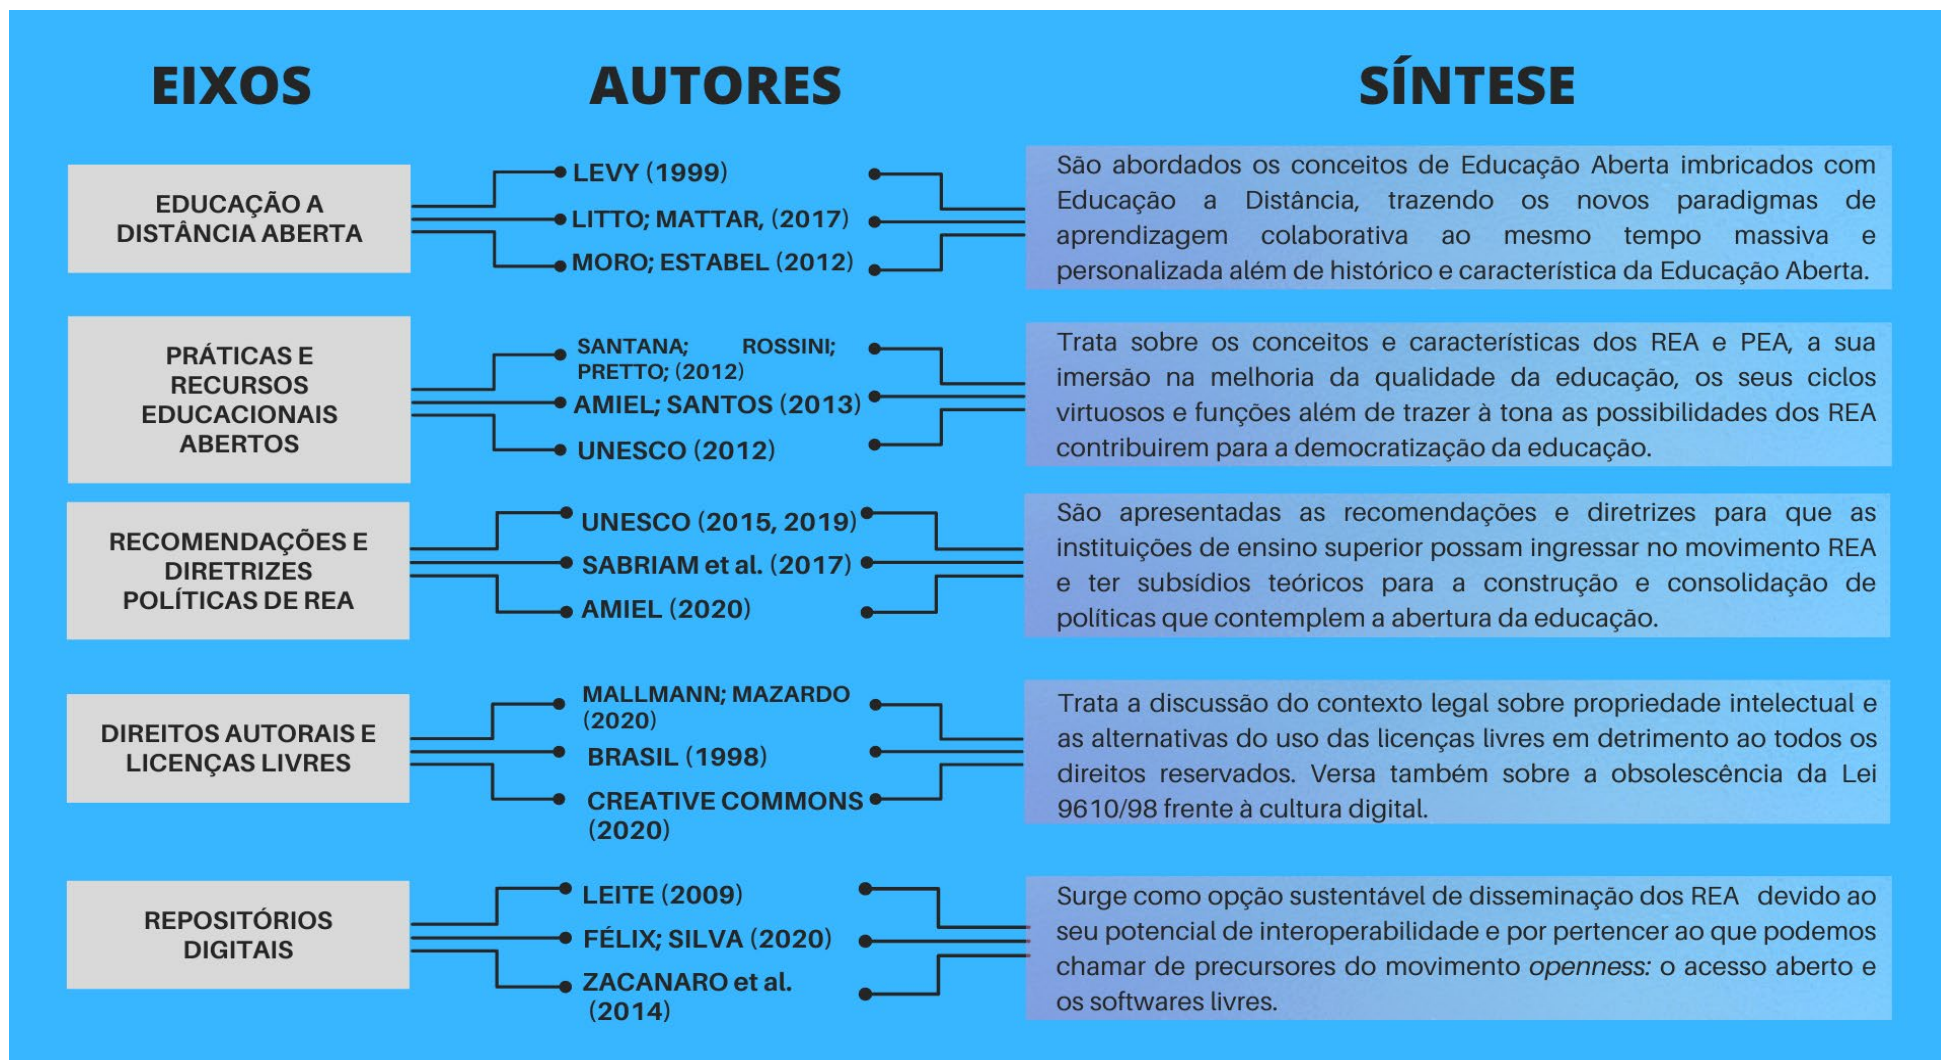 EIXOS
AUTORES
SÍNTESE
EDUCAÇÃO A
DISTÂNCIA ABERTA
LEVY (1999)
LITTO; MATTAR, (2017)
MORO; ESTABEL (2012)
São abordados os conceitos de Educação Aberta imbricados com
Educação a Distância, trazendo os novos paradigmas de
aprendizagem colaborativa ao mesmo tempo massiva e
personalizada além de histórico e característica da Educação Aberta.
PRÁTICAS E
RECURSOS
EDUCACIONAIS
ABERTOS
SANTANA; ROSSINI;
PRETTO; (2012)
AMIEL; SANTOS (2013)
UNESCO (2012)
Trata sobre os conceitos e características dos REA e PEA, a sua
imersão na melhoria da qualidade da educação, os seus ciclos
virtuosos e funções além de trazer à tona as possibilidades dos REA
contribuirem para a democratização da educação.
RECOMENDAÇÕES E
DIRETRIZES
POLÍTICAS DE REA
UNESCO (2015, 2019)
SABRIAM et al. (2017)
AMIEL (2020)
São apresentadas as recomendações e diretrizes para que as
instituições de ensino superior possam ingressar no movimento REA
e ter subsídios teóricos para a construção e consolidação de
políticas que contemplem a abertura da educação.
DIREITOS AUTORAIS E
LICENÇAS LIVRES
MALLMANN; MAZARDO
(2020)
BRASIL (1998)
CREATIVE COMMONS
(2020)
Trata a discussão do contexto legal sobre propriedade intelectual e
as alternativas do uso das licenças livres em detrimento ao todos os
direitos reservados. Versa também sobre a obsolescência da Lei
9610/98 frente à cultura digital.
REPOSITÓRIOS
DIGITAIS
LEITE (2009)
FÉLIX; SILVA (2020)
ZACANARO et al.
(2014)
Surge como opção sustentável de disseminação dos REA devido ao
seu potencial de interoperabilidade e por pertencer ao que podemos
chamar de precursores do movimento openness: o acesso aberto e
os softwares livres.